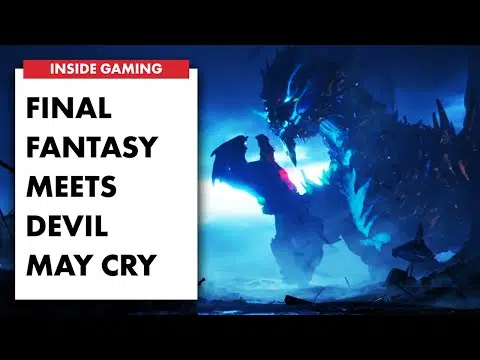 INSIDE GAMING
FINAL
FANTASY
MEETS
DEVIL
MAY CRY